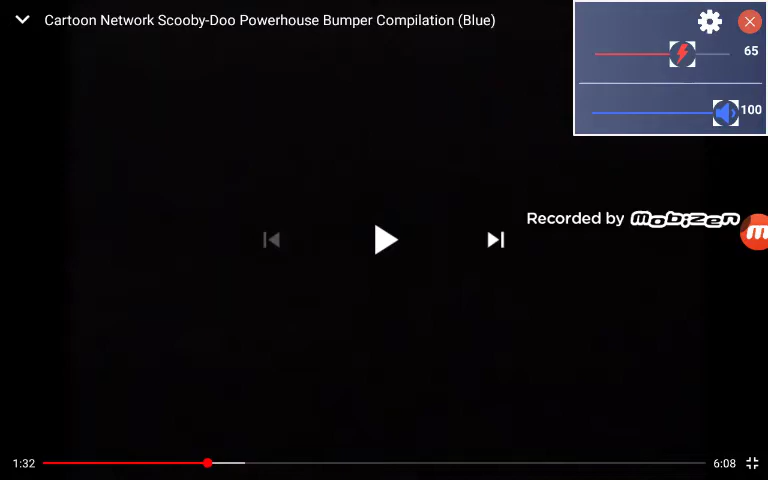 Cartoon Network Scooby-Doo Powerhouse Bumper Compilation (Blue)
65
100
Recorded by Mobizen
m
1:32
6:08